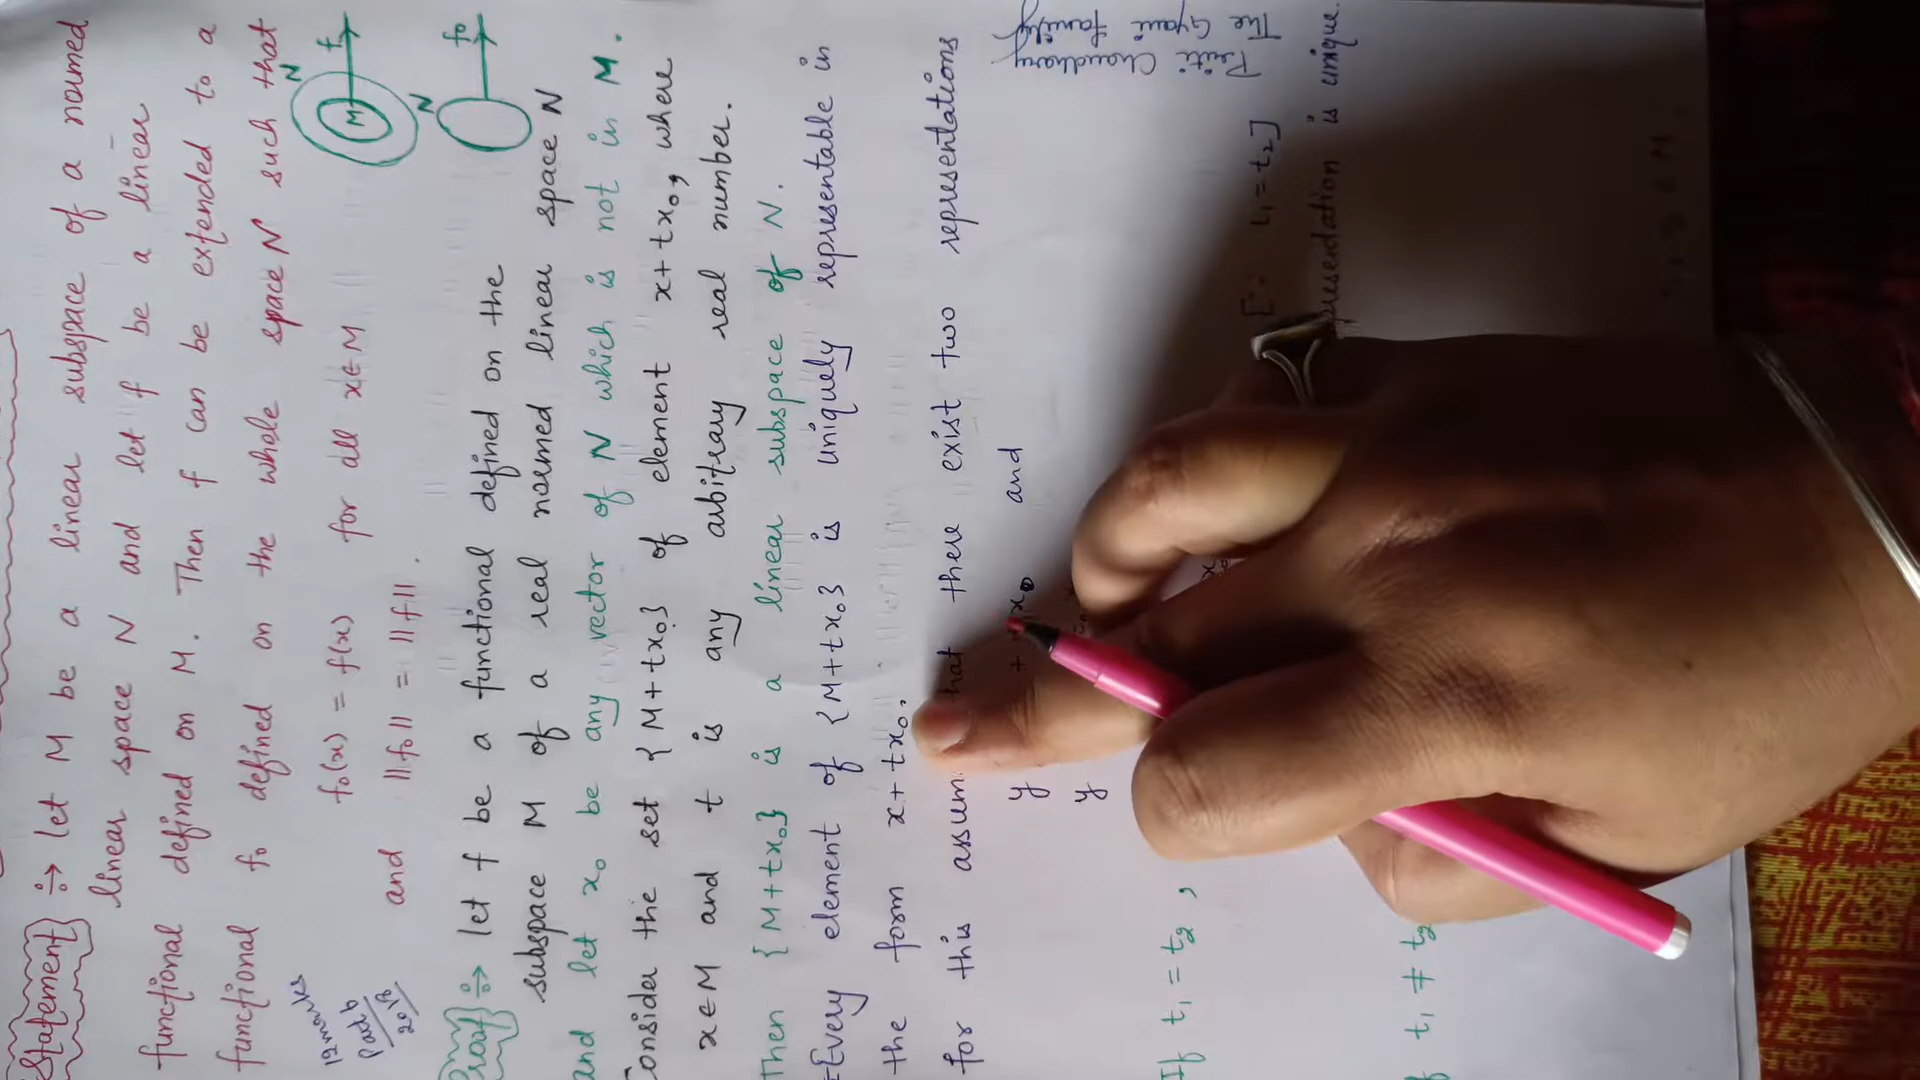 Statement} ÷> let M be a linear subspace of a normed
linear space N and let f be a linear
functional defined on M. Then f can be extended to a
functional f₀ defined on the whole space N such that
f₀(x) = f(x) for all x∈M
and ||f₀|| = ||f||.
12 marks
Part b
2018
N
M
f
N
f₀
Proof} ÷> let f be a functional defined on the
subspace M of a real normed linear space N
and let x₀ be any vector of N which is not in M.
Consider the set {M+tx₀} of element x+tx₀, where
x∈M and t is any arbitrary real number.
Then {M+tx₀} is a linear subspace of N.
Every element of {M+tx₀} is uniquely representable in
the form x+tx₀.
for this assum that there exist two representations
y + x₀ and
y
Priti Chaudhary
The Gyani family
If t₁ = t₂, [∵ t₁=t₂]
presentation is unique.
f t₁ ≠ t₂